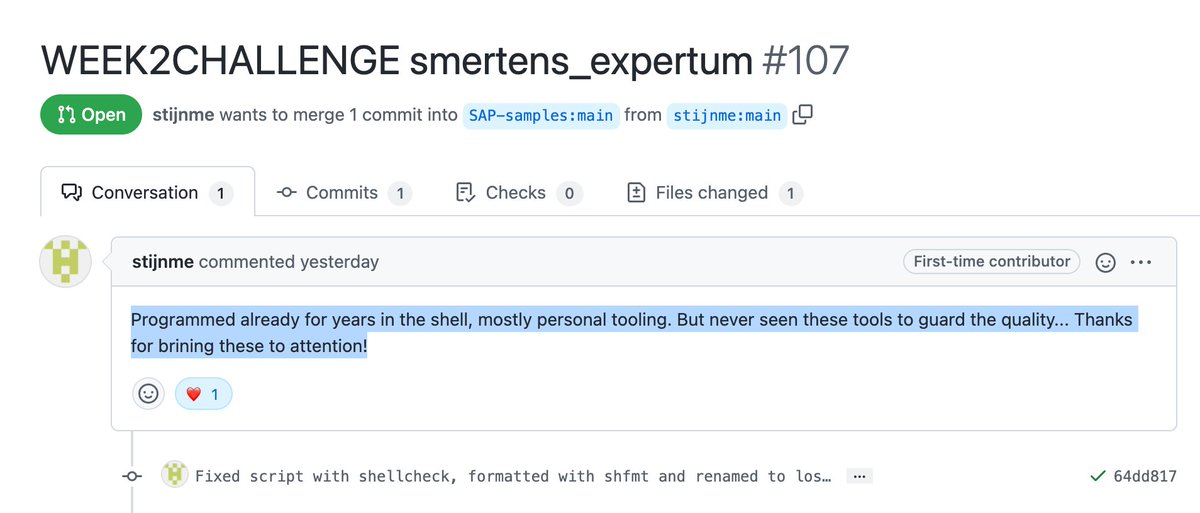 WEEK2CHALLENGE smertens_expertum #107
Open stijnme wants to merge 1 commit into SAP-samples:main from stijnme:main
Conversation 1 Commits 1 Checks 0 Files changed 1
stijnme commented yesterday First-time contributor
Programmed already for years in the shell, mostly personal tooling. But never seen these tools to guard the quality... Thanks
for brining these to attention!
❤️ 1
Fixed script with shellcheck, formatted with shfmt and renamed to los… … 64dd817